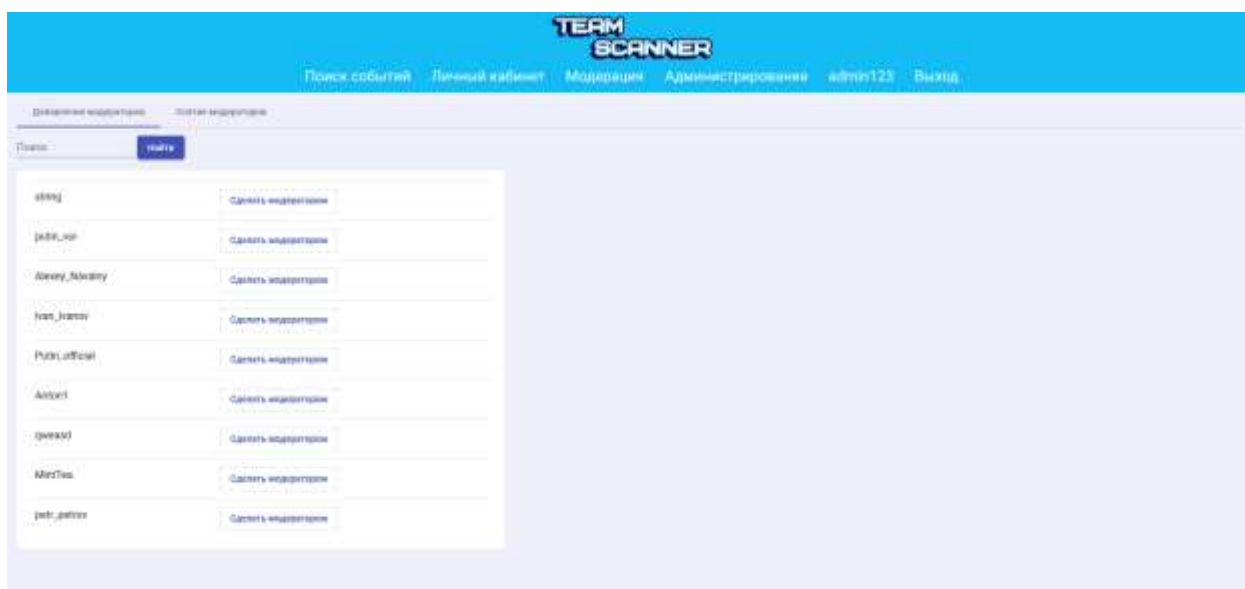 TEAM
SCANNER
Поиск событий Личный кабинет Модерация Администрирование admin123 Выход
Добавление модераторов Снятие модераторов
Поиск Найти
string Сделать модератором
putin_vor Сделать модератором
Alexey_Navalny Сделать модератором
Ivan_Ivanov Сделать модератором
Putin_official Сделать модератором
Anton1 Сделать модератором
qweasd Сделать модератором
MintTea Сделать модератором
petr_petrov Сделать модератором